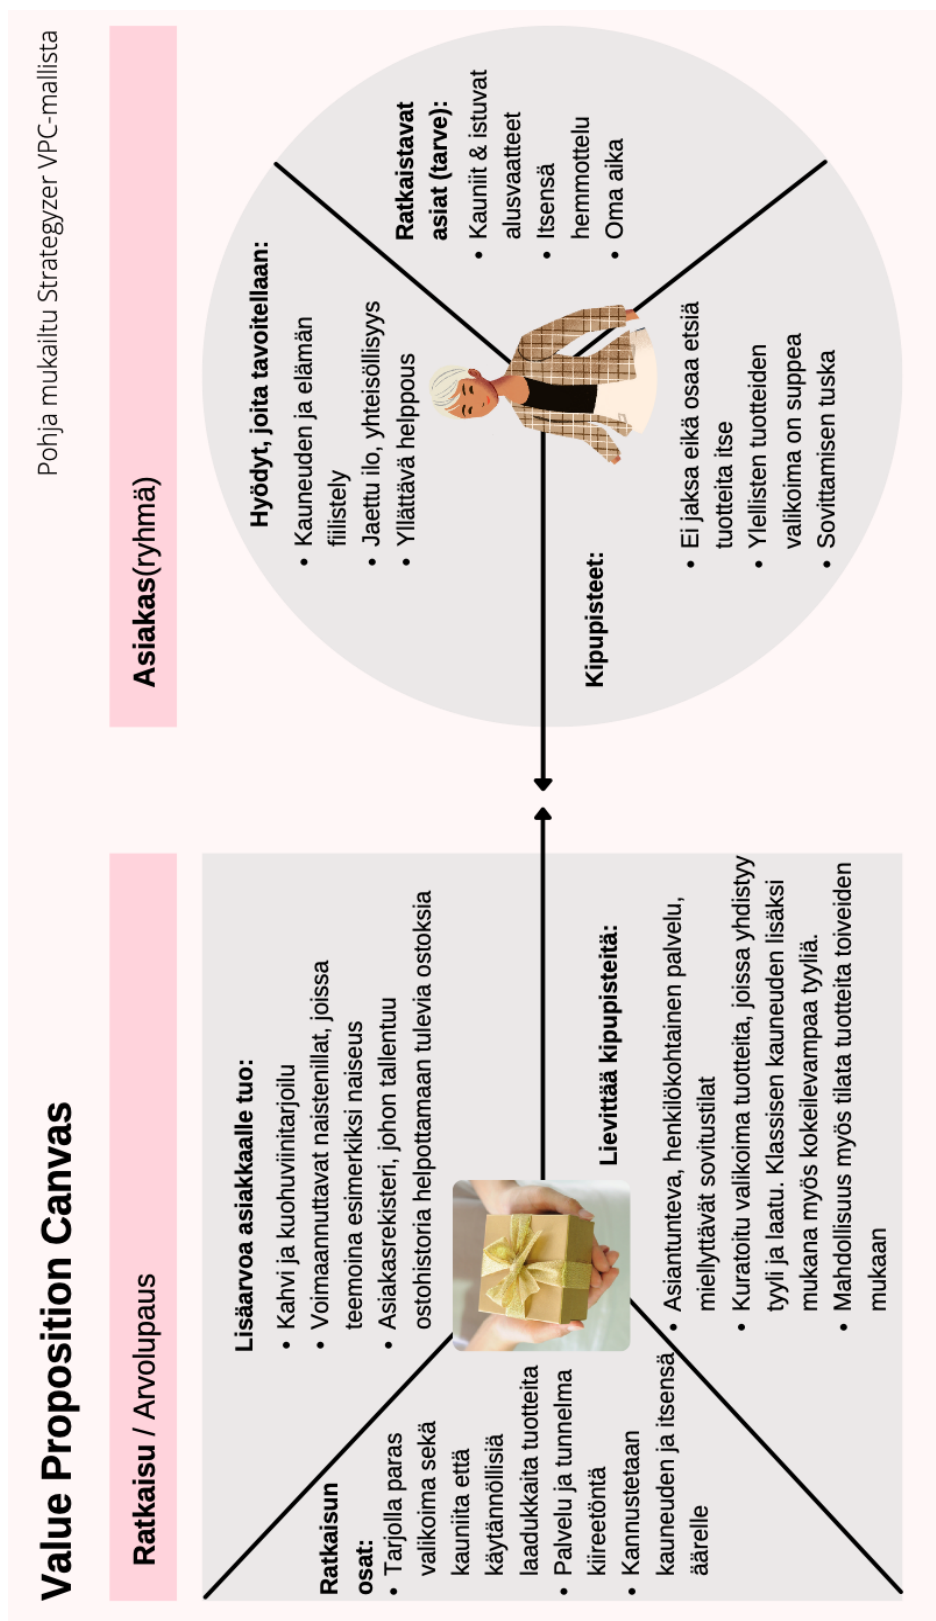 Value Proposition Canvas
Pohja mukailtu Strategyzer VPC-mallista
Ratkaisu / Arvolupaus
Lisäarvoa asiakkaalle tuo:
• Kahvi ja kuohuviinitarjoilu
• Voimaannuttavat naistenillat, joissa
teemoina esimerkiksi naiseus
• Asiakasrekisteri, johon tallentuu
ostohistoria helpottamaan tulevia ostoksia
Ratkaisun
osat:
• Tarjolla paras
valikoima sekä
kauniita että
käytännöllisiä
laadukkaita tuotteita
• Palvelu ja tunnelma
kiireetöntä
• Kannustetaan
kauneuden ja itsensä
äärelle
Lievittää kipupisteitä:
• Asiantunteva, henkilökohtainen palvelu,
miellyttävät sovitustilat
• Kuratoitu valikoima tuotteita, joissa yhdistyy
tyyli ja laatu. Klassisen kauneuden lisäksi
mukana myös kokeilevampaa tyyliä.
• Mahdollisuus myös tilata tuotteita toiveiden
mukaan
Asiakas(ryhmä)
Hyödyt, joita tavoitellaan:
• Kauneuden ja elämän
fiilistely
• Jaettu ilo, yhteisöllisyys
• Yllättävä helppous
Ratkaistavat
asiat (tarve):
• Kauniit & istuvat
alusvaatteet
• Itsensä
hemmottelu
• Oma aika
Kipupisteet:
• Ei jaksa eikä osaa etsiä
tuotteita itse
• Ylellisten tuotteiden
valikoima on suppea
• Sovittamisen tuska